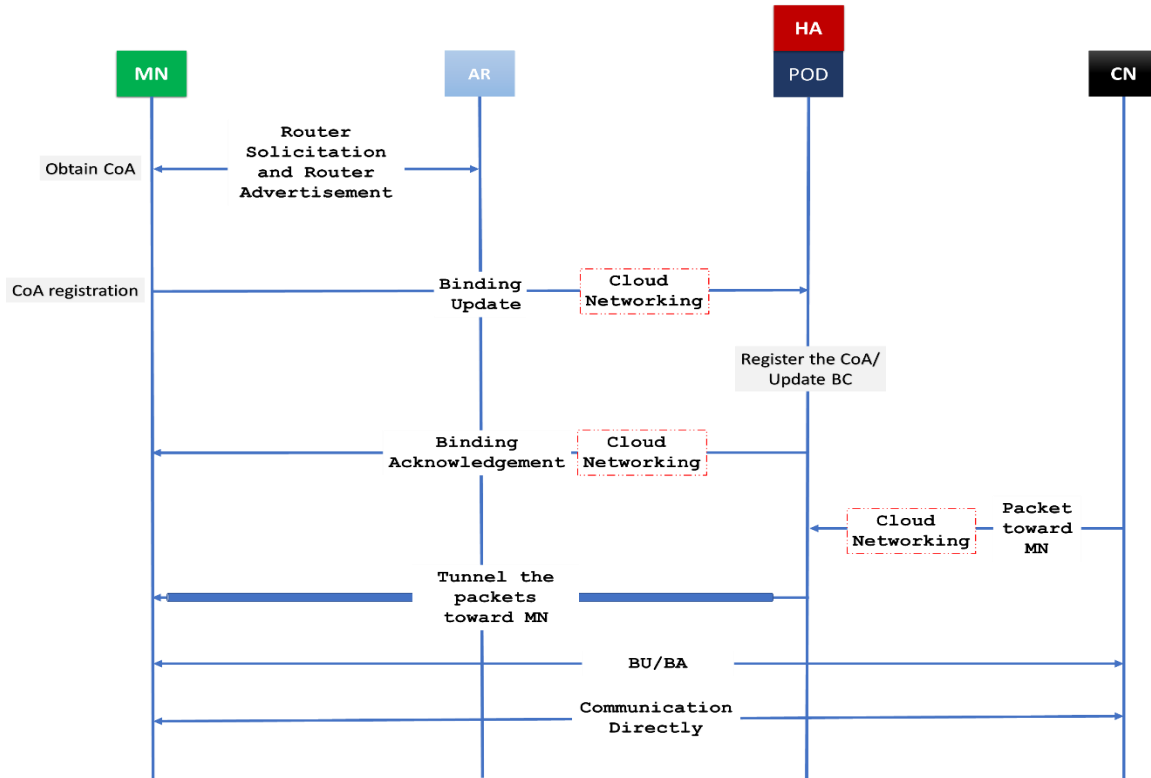 HA
MN
AR
POD
CN
Router
Solicitation
and Router
Advertisement
Obtain CoA
Binding
Update
Cloud
Networking
CoA registration
Register the CoA/
Update BC
Binding
Acknowledgement
Cloud
Networking
Packet
toward
MN
Cloud
Networking
Tunnel the
packets
toward MN
BU/BA
Communication
Directly